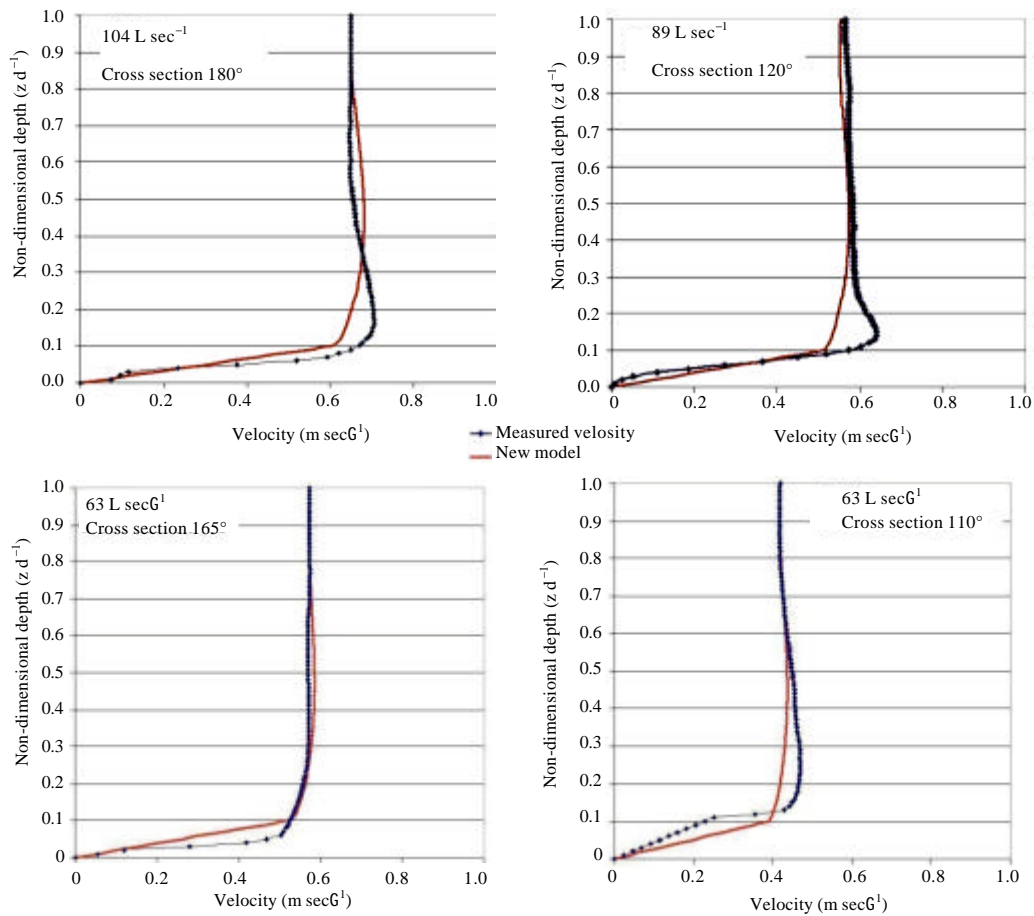 104 L sec⁻¹
Cross section 180°
Non-dimensional depth (z d⁻¹)
1.0
0.9
0.8
0.7
0.6
0.5
0.4
0.3
0.2
0.1
0.0
0 0.2 0.4 0.6 0.8 1.0
Velocity (m secG¹)
89 L sec⁻¹
Cross section 120°
Non-dimensional depth (z d⁻¹)
1.0
0.9
0.8
0.7
0.6
0.5
0.4
0.3
0.2
0.1
0.0
0 0.2 0.4 0.6 0.8 1.0
Velocity (m secG¹)
Measured velosity
New model
63 L secG¹
Cross section 165°
Non-dimensional depth (z d⁻¹)
1.0
0.9
0.8
0.7
0.6
0.5
0.4
0.3
0.2
0.1
0
0 0.2 0.4 0.6 0.8 1.0
Velocity (m secG¹)
63 L secG¹
Cross section 110°
Non-dimensional depth (z d⁻¹)
1.0
0.9
0.8
0.7
0.6
0.5
0.4
0.3
0.2
0.1
0
0 0.2 0.4 0.6 0.8 1.0
Velocity (m secG¹)